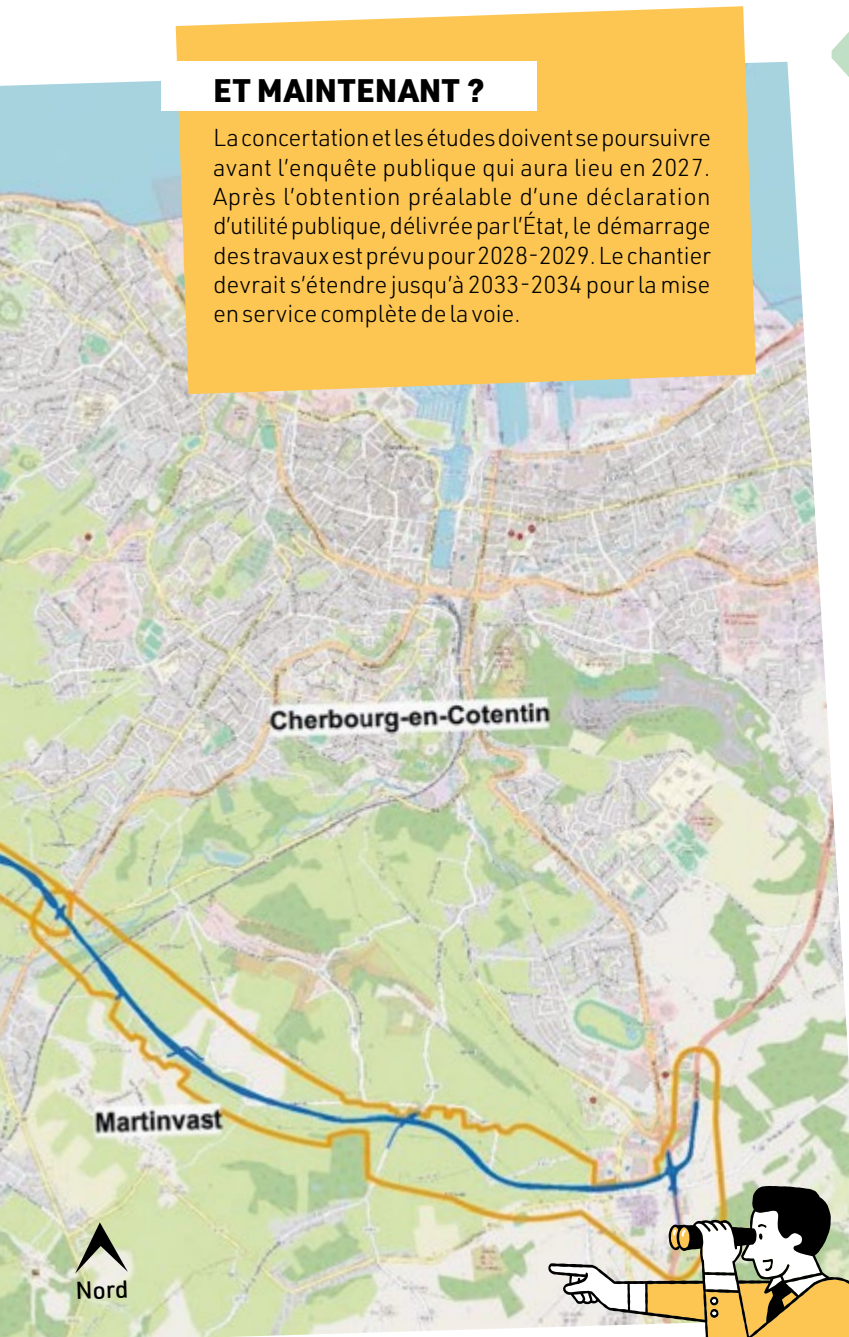 ET MAINTENANT ?
La concertation et les études doivent se poursuivre
avant l'enquête publique qui aura lieu en 2027.
Après l'obtention préalable d'une déclaration
d'utilité publique, délivrée par l'État, le démarrage
des travaux est prévu pour 2028-2029. Le chantier
devrait s'étendre jusqu'à 2033-2034 pour la mise
en service complète de la voie.
Cherbourg-en-Cotentin
Martinvast
Nord